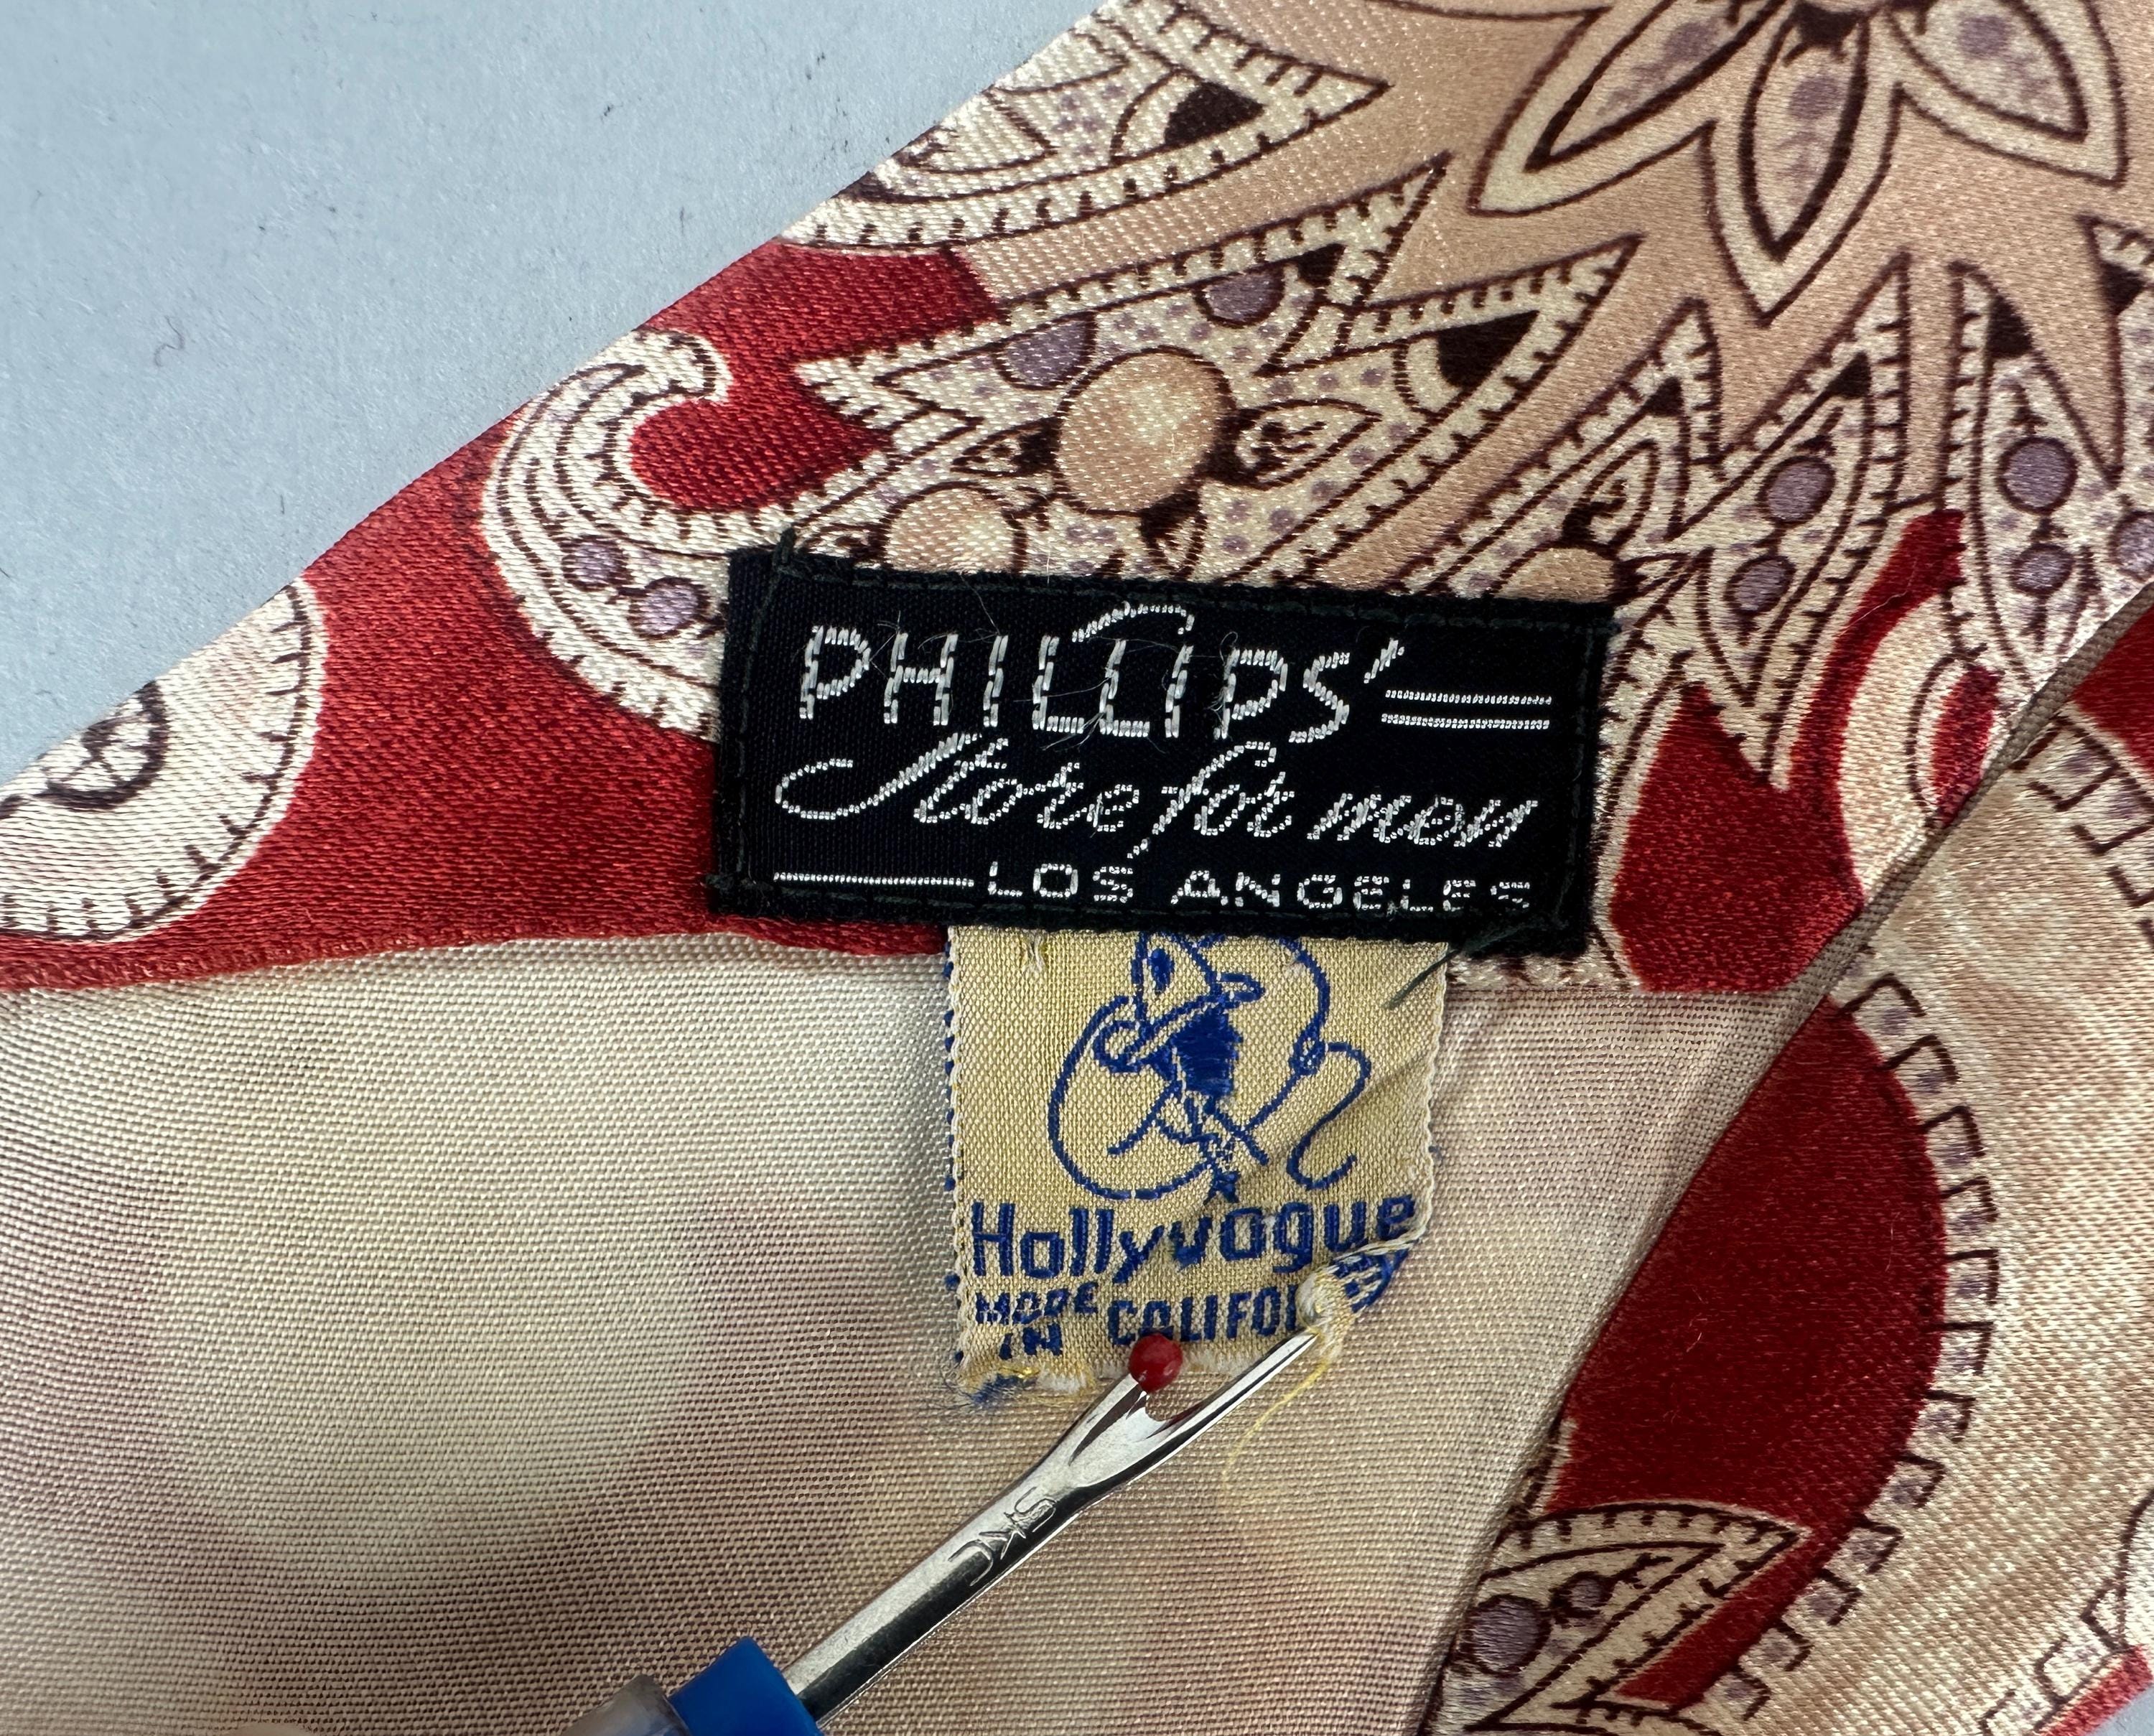 PHILLIPS'
Store for men
LOS ANGELES
Hollyvogue
MADE
IN CALIFO
SKC